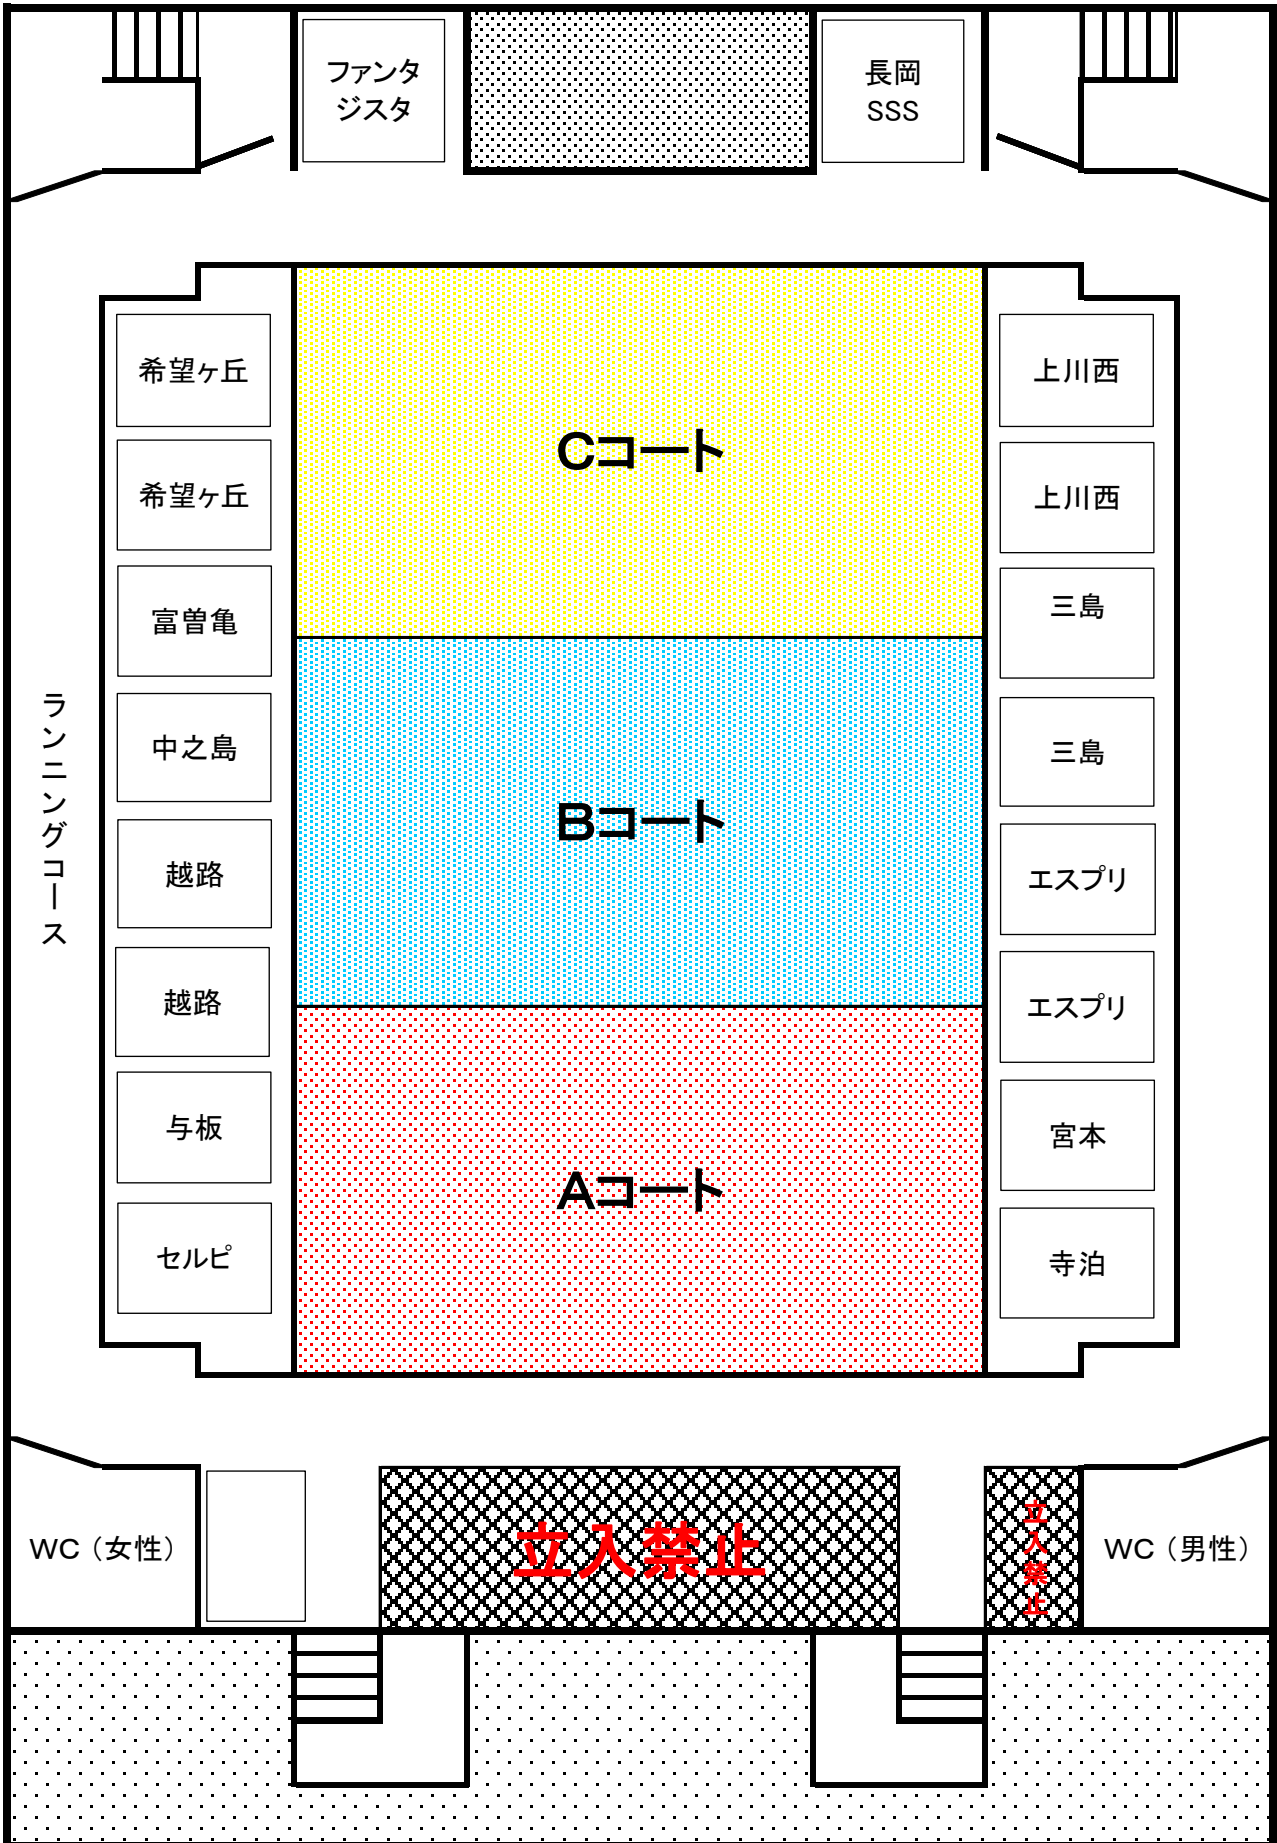 ファンタ
ジスタ
長岡
SSS
希望ヶ丘
上川西
Cコート
希望ヶ丘
上川西
富曽亀
三島
ランニングコース
中之島
三島
Bコート
越路
エスプリ
越路
エスプリ
与板
宮本
Aコート
セルピ
寺泊
WC（女性）
立入禁止
立入禁止
WC（男性）